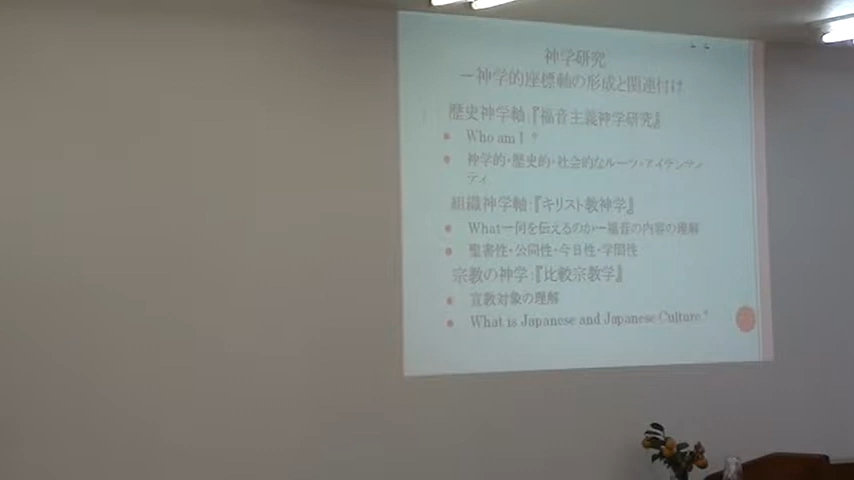 神学研究
ー神学的座標軸の形成と関連付け
歴史神学軸:『福音主義神学研究』
● Who am I ?
● 神学的・歴史的・社会的なルーツ・アイデンティ
ティ
組織神学軸:『キリスト教神学』
● Whatー何を伝えるのかー福音の内容の理解
● 聖書性・公同性・今日性・学問性
宗教の神学:『比較宗教学』
● 宣教対象の理解
● What is Japanese and Japanese Culture?